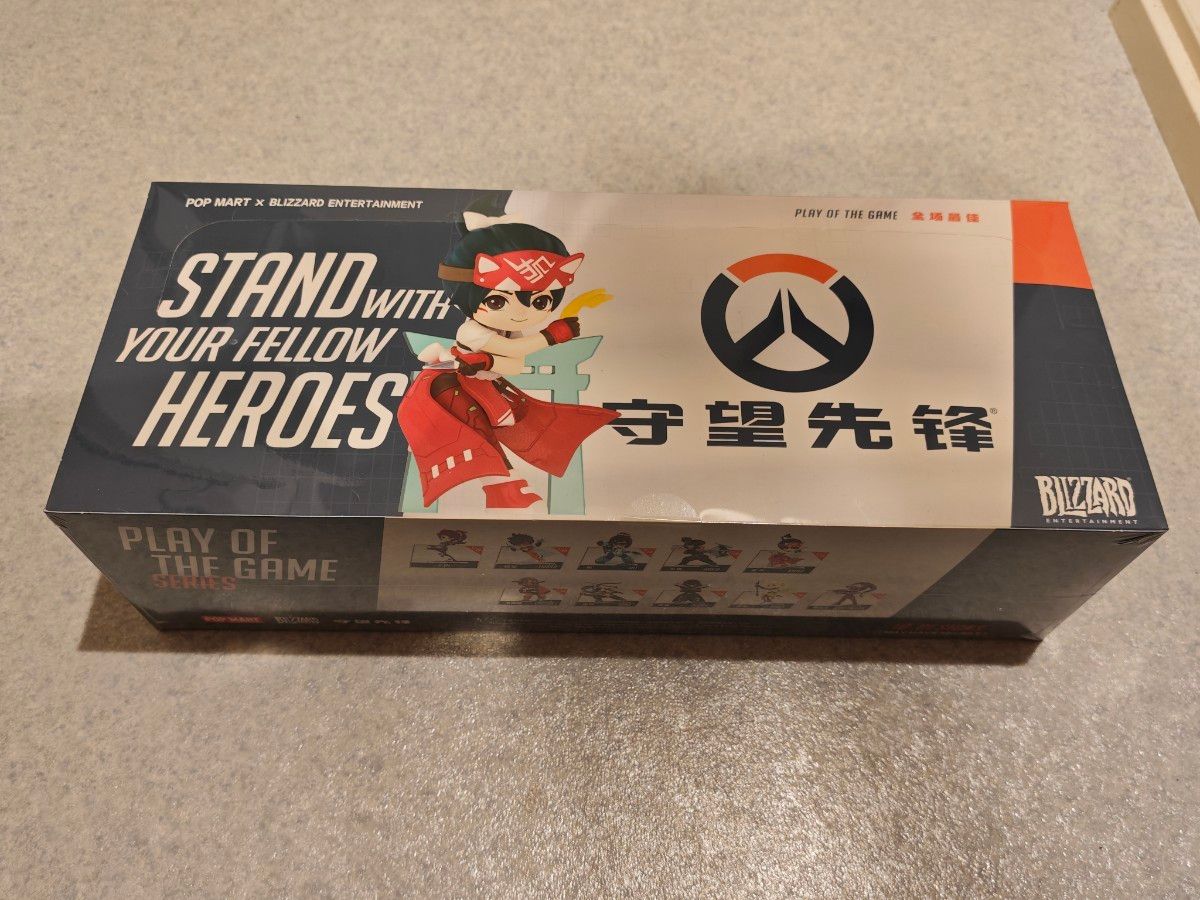 POP MART × BLIZZARD ENTERTAINMENT
PLAY OF THE GAME 全场最佳
STAND WITH
YOUR FELLOW
HEROES
守望先锋®
BLIZZARD
ENTERTAINMENT
PLAY OF
THE GAME
SERIES
POP MART BLIZZARD 守望先锋